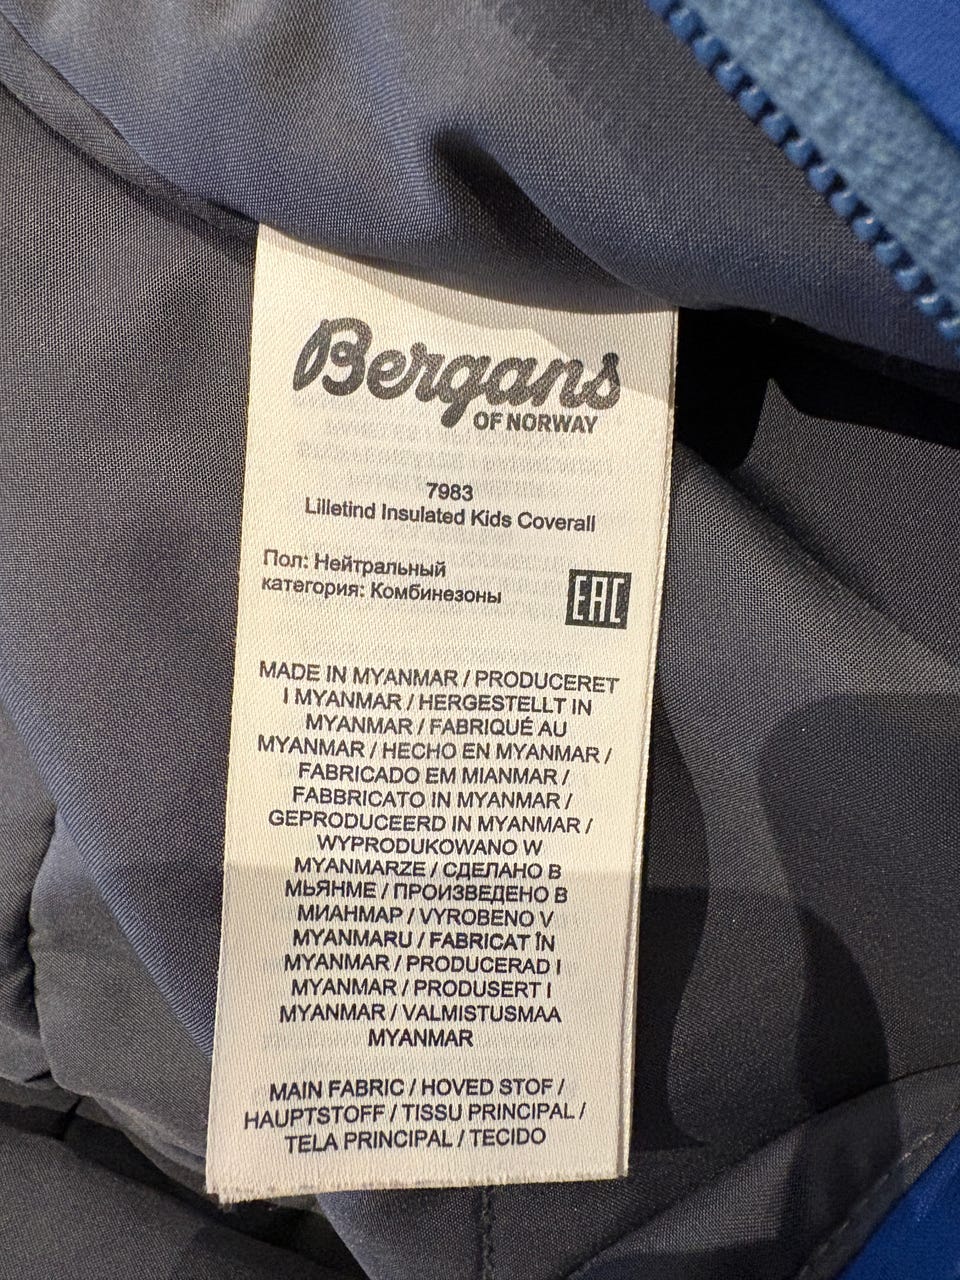 Bergans
OF NORWAY
7983
Lilletind Insulated Kids Coverall
Пол: Нейтральный
категория: Комбинезоны
EAC
MADE IN MYANMAR / PRODUCERET
I MYANMAR / HERGESTELLT IN
MYANMAR / FABRIQUÉ AU
MYANMAR / HECHO EN MYANMAR /
FABRICADO EM MIANMAR /
FABBRICATO IN MYANMAR /
GEPRODUCEERD IN MYANMAR /
WYPRODUKOWANO W
MYANMARZE / СДЕЛАНО В
МЬЯНМЕ / ПРОИЗВЕДЕНО В
МИАНМАР / VYROBENO V
MYANMARU / FABRICAT ÎN
MYANMAR / PRODUCERAD I
MYANMAR / PRODUSERT I
MYANMAR / VALMISTUSMAA
MYANMAR
MAIN FABRIC / HOVED STOF /
HAUPTSTOFF / TISSU PRINCIPAL /
TELA PRINCIPAL / TECIDO